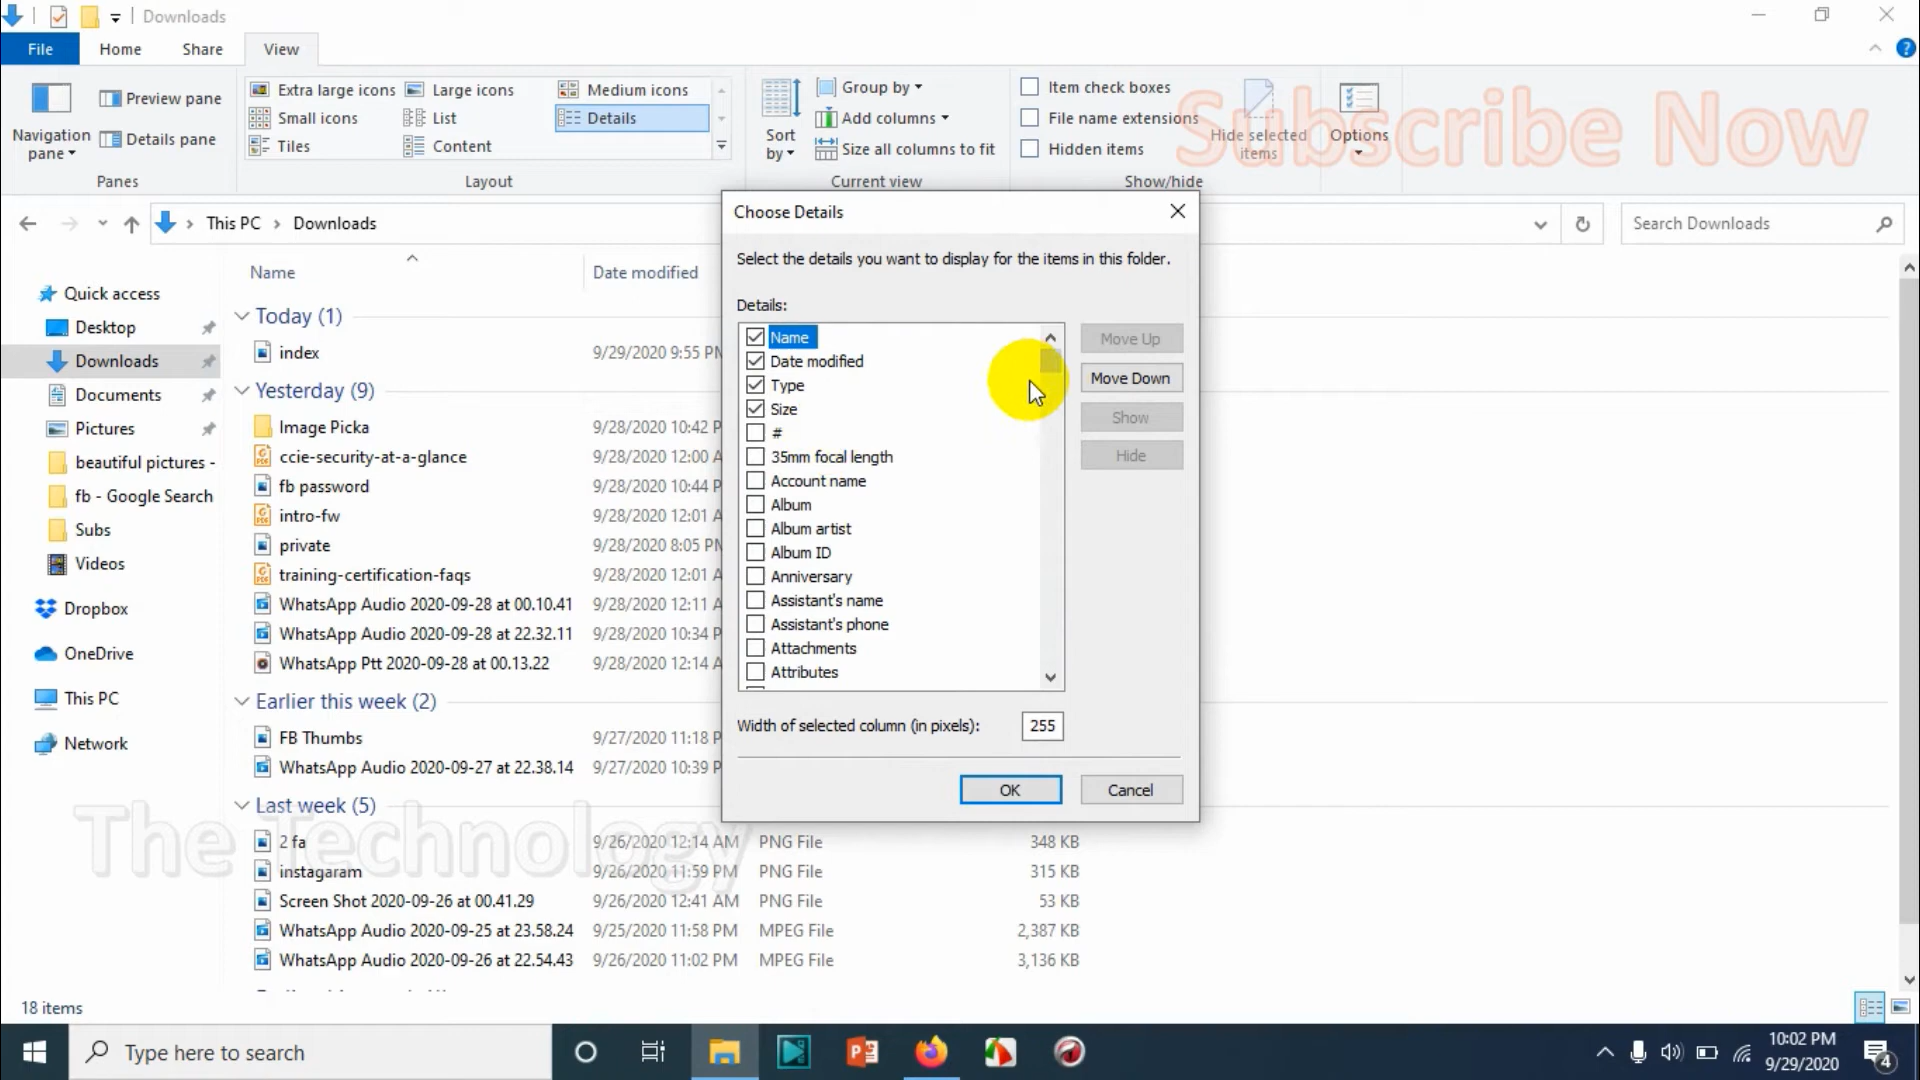 Downloads
File Home Share View
Navigation pane
Preview pane
Details pane
Panes
Extra large icons Large icons Medium icons
Small icons List Details
Tiles Content
Layout
Sort by
Group by
Add columns
Size all columns to fit
Current view
Item check boxes
File name extensions
Hidden items
Hide selected items
Show/hide
Options
Subscribe Now
This PC Downloads
Search Downloads
Quick access
Desktop
Downloads
Documents
Pictures
beautiful pictures -
fb - Google Search
Subs
Videos
Dropbox
OneDrive
This PC
Network
Name Date modified
Today (1)
index 9/29/2020 9:55 PM
Yesterday (9)
Image Picka 9/28/2020 10:42 P
ccie-security-at-a-glance 9/28/2020 12:00 A
fb password 9/28/2020 10:44 P
intro-fw 9/28/2020 12:01 A
private 9/28/2020 8:05 PM
training-certification-faqs 9/28/2020 12:01 A
WhatsApp Audio 2020-09-28 at 00.10.41 9/28/2020 12:11 A
WhatsApp Audio 2020-09-28 at 22.32.11 9/28/2020 10:34 P
WhatsApp Ptt 2020-09-28 at 00.13.22 9/28/2020 12:14 A
Earlier this week (2)
FB Thumbs 9/27/2020 11:18 P
WhatsApp Audio 2020-09-27 at 22.38.14 9/27/2020 10:39 P
Last week (5)
2 fa 9/26/2020 12:14 AM PNG File 348 KB
instagaram 9/26/2020 11:59 PM PNG File 315 KB
Screen Shot 2020-09-26 at 00.41.29 9/26/2020 12:41 AM PNG File 53 KB
WhatsApp Audio 2020-09-25 at 23.58.24 9/25/2020 11:58 PM MPEG File 2,387 KB
WhatsApp Audio 2020-09-26 at 22.54.43 9/26/2020 11:02 PM MPEG File 3,136 KB
The Technology
Choose Details
Select the details you want to display for the items in this folder.
Details:
Name
Date modified
Type
Size
#
35mm focal length
Account name
Album
Album artist
Album ID
Anniversary
Assistant's name
Assistant's phone
Attachments
Attributes
Move Up
Move Down
Show
Hide
Width of selected column (in pixels): 255
OK Cancel
18 items
Type here to search
10:02 PM
9/29/2020
4